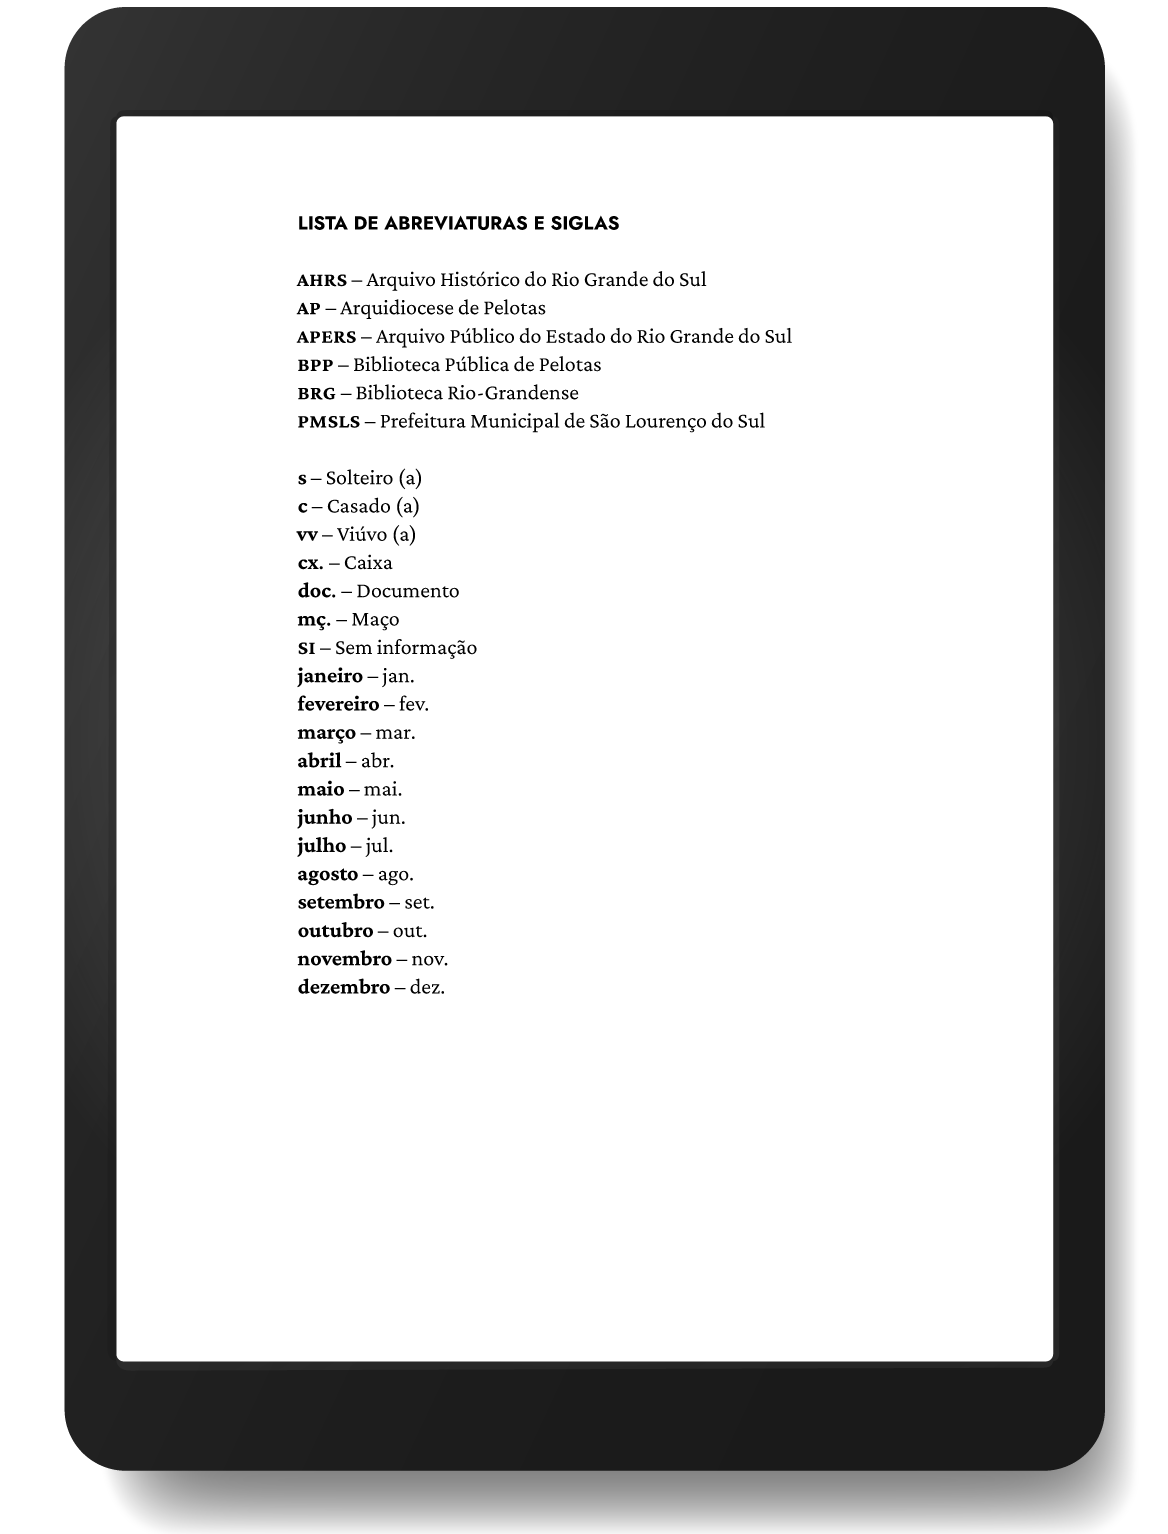 LISTA DE ABREVIATURAS E SIGLAS
AHRS – Arquivo Histórico do Rio Grande do Sul
AP – Arquidiocese de Pelotas
APERS – Arquivo Público do Estado do Rio Grande do Sul
BPP – Biblioteca Pública de Pelotas
BRG – Biblioteca Rio-Grandense
PMSLS – Prefeitura Municipal de São Lourenço do Sul
s – Solteiro (a)
c – Casado (a)
vv – Viúvo (a)
cx. – Caixa
doc. – Documento
mç. – Maço
SI – Sem informação
janeiro – jan.
fevereiro – fev.
março – mar.
abril – abr.
maio – mai.
junho – jun.
julho – jul.
agosto – ago.
setembro – set.
outubro – out.
novembro – nov.
dezembro – dez.